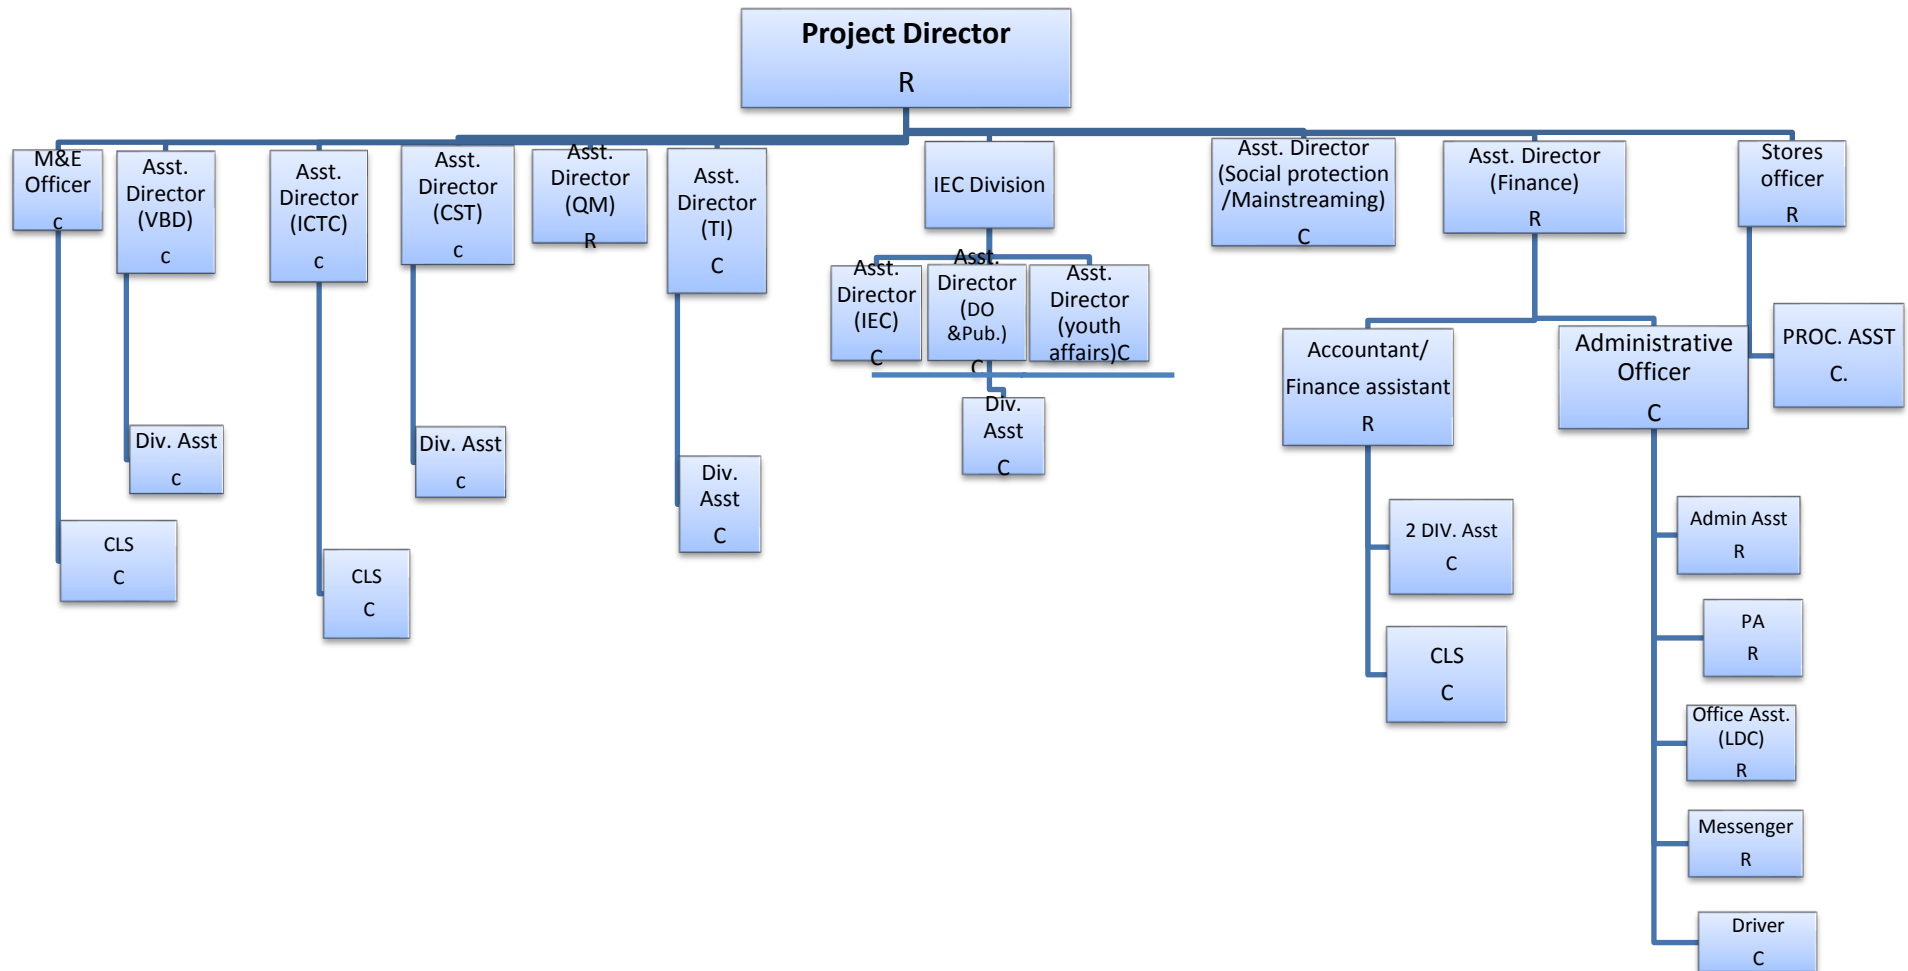 Project Director
R
M&E
Officer
c
Asst.
Director
(VBD)
c
Asst.
Director
(ICTC)
c
Asst.
Director
(CST)
c
Asst.
Director
(QM)
R
Asst.
Director
(TI)
C
IEC Division
Asst. Director
(Social protection
/Mainstreaming)
C
Asst. Director
(Finance)
R
Stores
officer
R
Asst.
Director
(IEC)
C
Asst.
Director
(DO
&Pub.)
C
Asst.
Director
(youth
affairs)C
Div.
Asst
C
Accountant/
Finance assistant
R
Administrative
Officer
C
PROC. ASST
C.
Div. Asst
c
Div. Asst
c
Div.
Asst
C
CLS
C
CLS
C
2 DIV. Asst
C
CLS
C
Admin Asst
R
PA
R
Office Asst.
(LDC)
R
Messenger
R
Driver
C